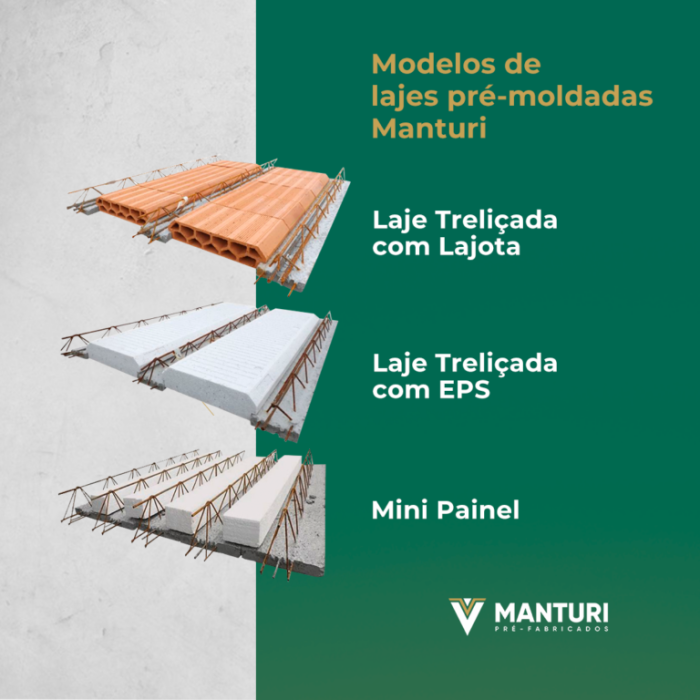 Modelos de
lajes pré-moldadas
Manturi
Laje Treliçada
com Lajota
Laje Treliçada
com EPS
Mini Painel
MANTURI
PRÉ-FABRICADOS